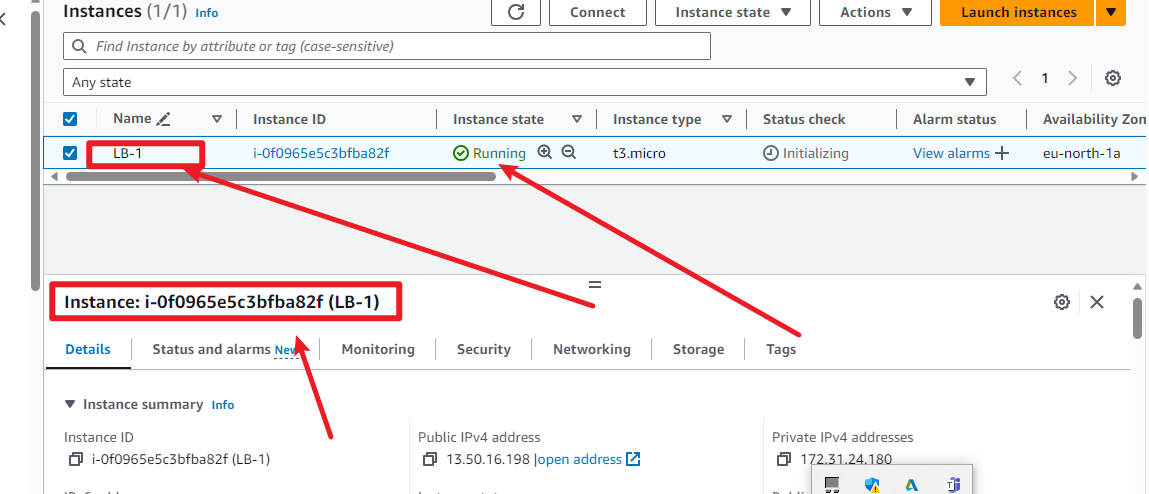 Instances (1/1) Info
Connect
Instance state
Actions
Launch instances
Find Instance by attribute or tag (case-sensitive)
Any state
1
Name
Instance ID
Instance state
Instance type
Status check
Alarm status
Availability Zon
LB-1
i-0f0965e5c3bfba82f
Running
t3.micro
Initializing
View alarms
eu-north-1a
Instance: i-0f0965e5c3bfba82f (LB-1)
Details
Status and alarms New
Monitoring
Security
Networking
Storage
Tags
Instance summary Info
Instance ID
i-0f0965e5c3bfba82f (LB-1)
Public IPv4 address
13.50.16.198 |open address
Private IPv4 addresses
172.31.24.180